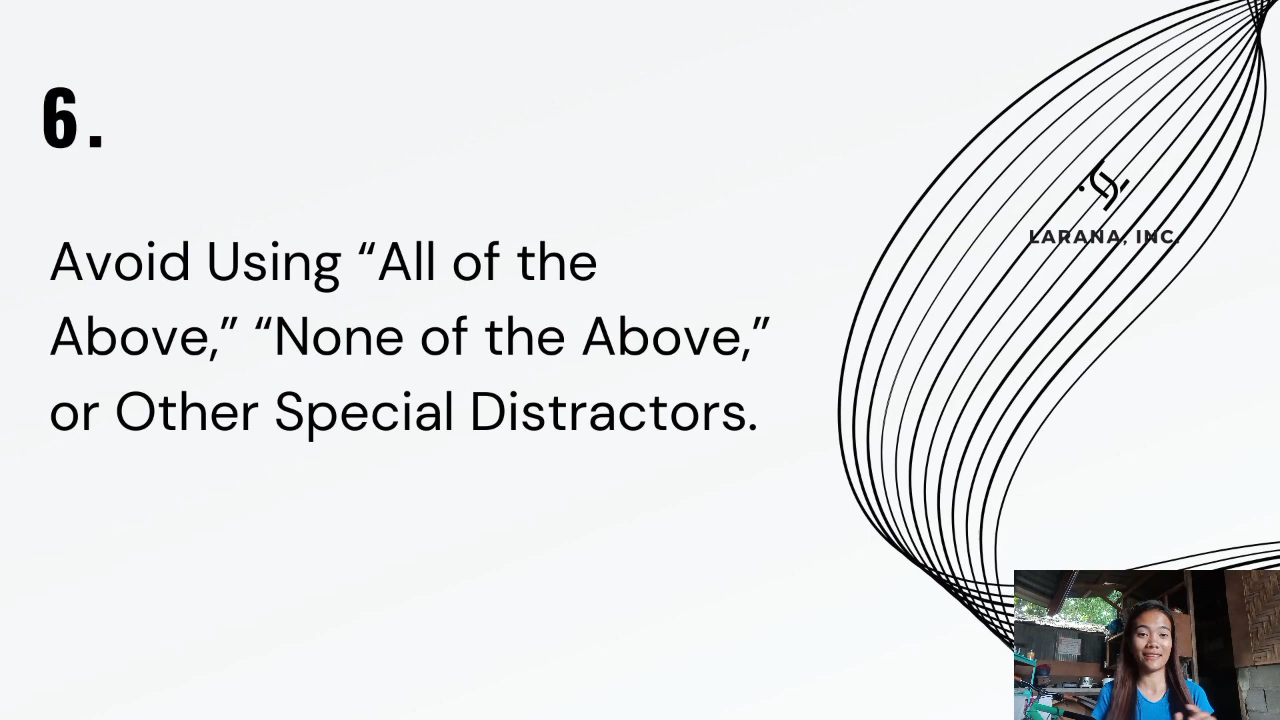 6.
Avoid Using “All of the
Above,” “None of the Above,”
or Other Special Distractors.
LARANA, INC.